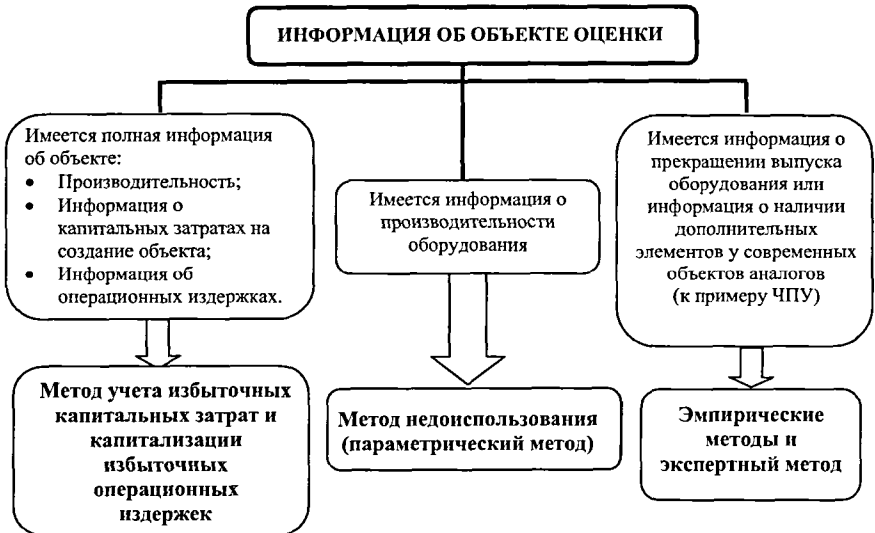 ИНФОРМАЦИЯ ОБ ОБЪЕКТЕ ОЦЕНКИ
Имеется полная информация
об объекте:
• Производительность;
• Информация о
капитальных затратах на
создание объекта;
• Информация об
операционных издержках.
Метод учета избыточных
капитальных затрат и
капитализации
избыточных
операционных
издержек
Имеется информация о
производительности
оборудования
Метод недоиспользования
(параметрический метод)
Имеется информация о
прекращении выпуска
оборудования или
информация о наличии
дополнительных
элементов у современных
объектов аналогов
(к примеру ЧПУ)
Эмпирические
методы и
экспертный метод